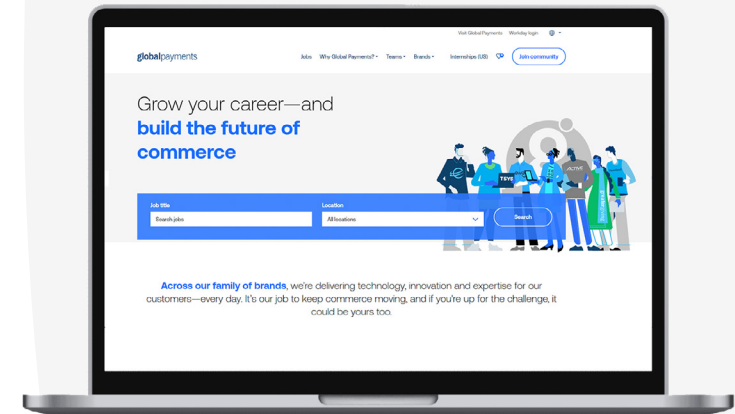 Visit Global Payments Workday login
globalpayments Jobs Why Global Payments? Teams Brands Internships (US) Join community
Grow your career—and
build the future of
commerce
TSYS
ACTIVE
Job title Location
Search jobs All locations Search
Across our family of brands, we're delivering technology, innovation and expertise for our
customers—every day. It's our job to keep commerce moving, and if you're up for the challenge, it
could be yours too.